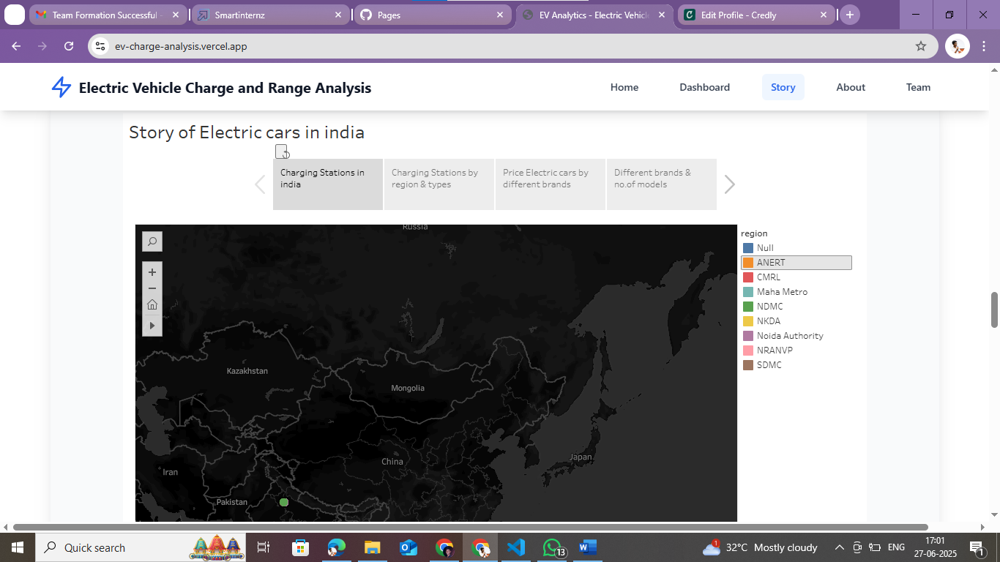 Team Formation Successful
Smartinternz
Pages
EV Analytics - Electric Vehicle
Edit Profile - Credly
ev-charge-analysis.vercel.app
Electric Vehicle Charge and Range Analysis
Home
Dashboard
Story
About
Team
Story of Electric cars in india
Charging Stations in
india
Charging Stations by
region & types
Price Electric cars by
different brands
Different brands &
no.of models
region
Null
ANERT
CMRL
Maha Metro
NDMC
NKDA
Noida Authority
NRANVP
SDMC
Russia
Kazakhstan
Mongolia
China
Japan
Iran
Pakistan
Quick search
13
1
32°C Mostly cloudy
ENG
17:01
27-06-2025
1